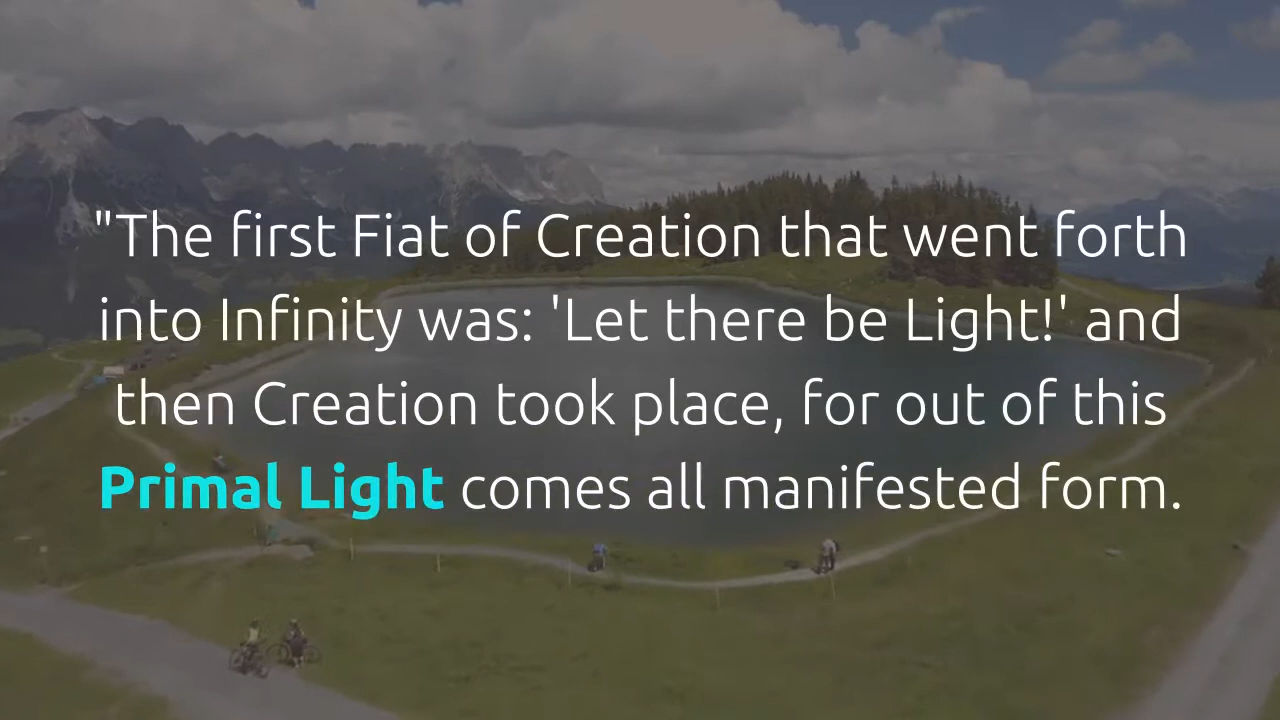 "The first Fiat of Creation that went forth
into Infinity was: 'Let there be Light!' and
then Creation took place, for out of this
Primal Light comes all manifested form.